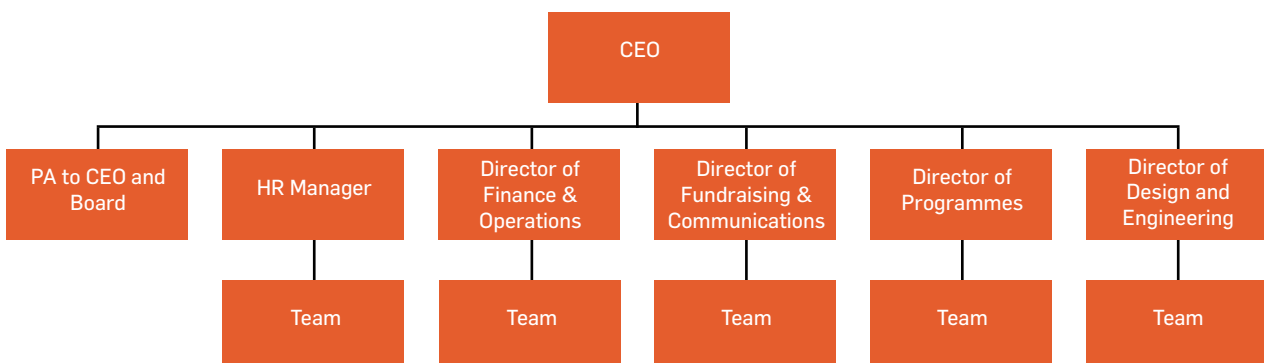 CEO
PA to CEO and
Board
HR Manager
Director of
Finance &
Operations
Director of
Fundraising &
Communications
Director of
Programmes
Director of
Design and
Engineering
Team
Team
Team
Team
Team